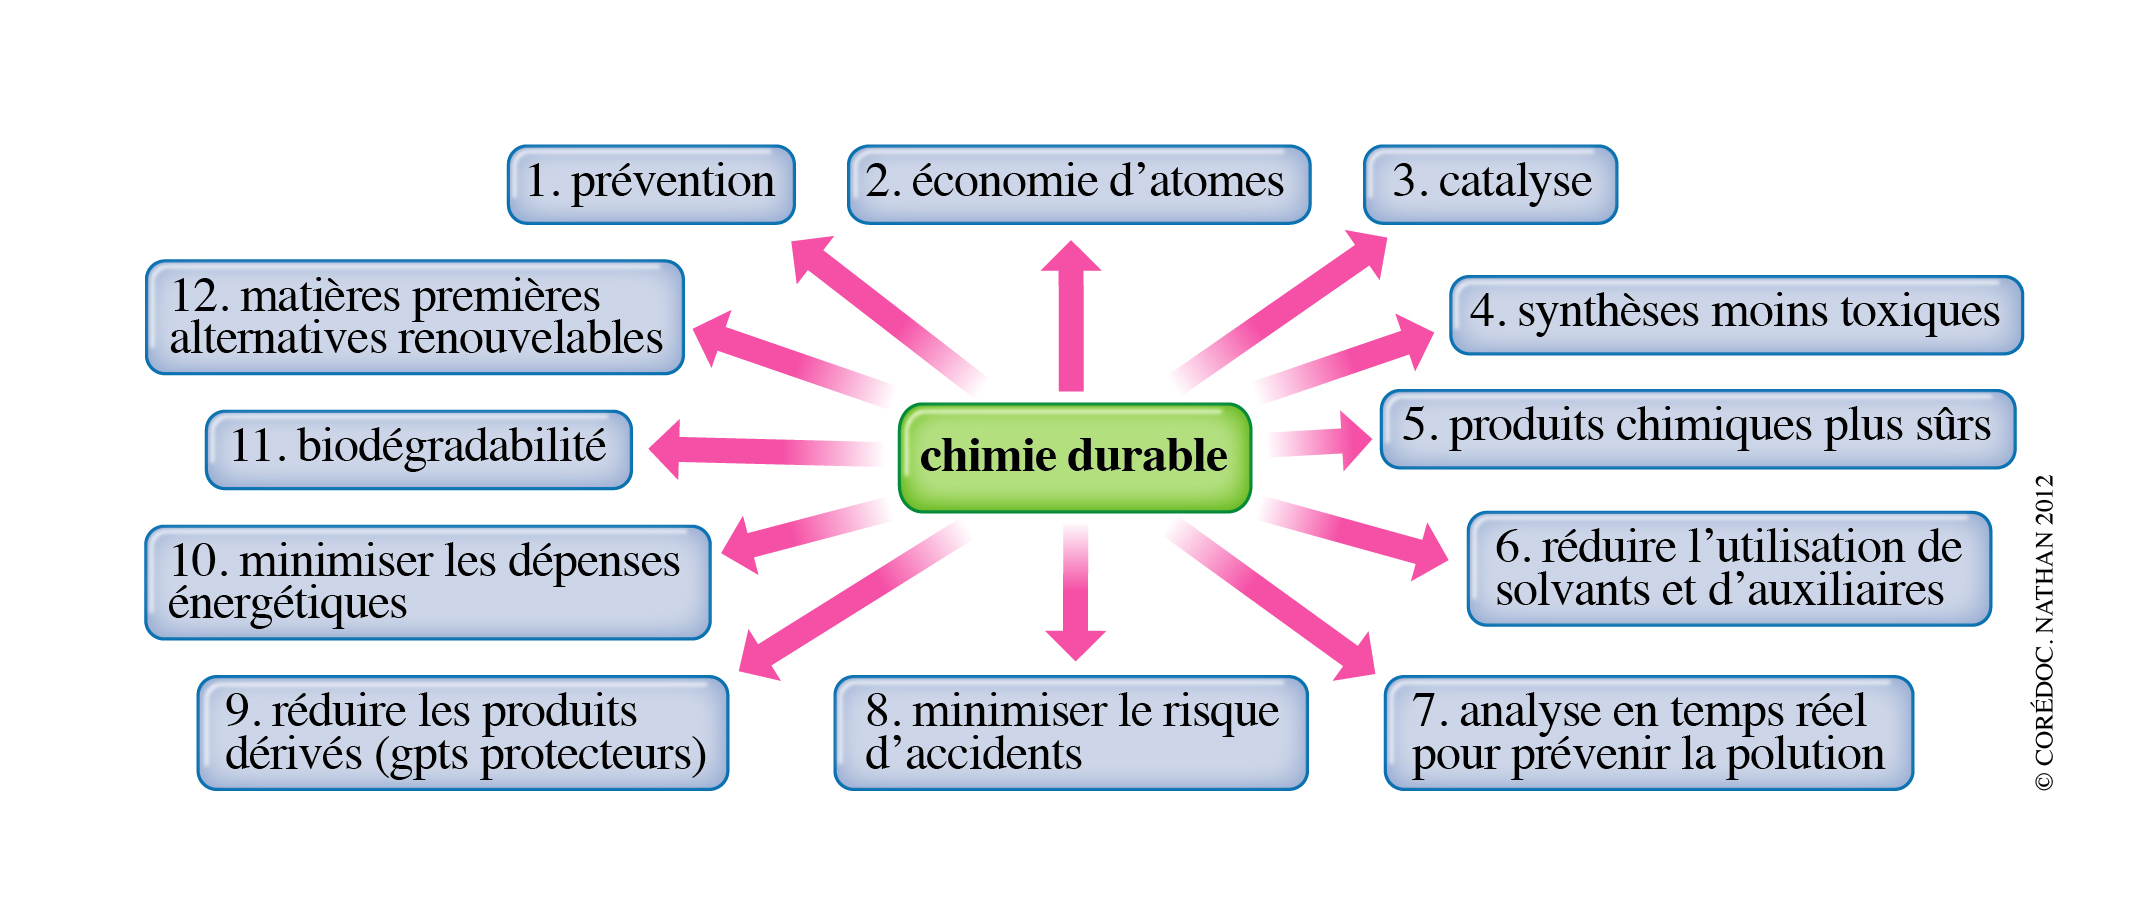 1. prévention
2. économie d’atomes
3. catalyse
12. matières premières
alternatives renouvelables
4. synthèses moins toxiques
11. biodégradabilité
chimie durable
5. produits chimiques plus sûrs
10. minimiser les dépenses
énergétiques
6. réduire l’utilisation de
solvants et d’auxiliaires
9. réduire les produits
dérivés (gpts protecteurs)
8. minimiser le risque
d’accidents
7. analyse en temps réel
pour prévenir la polution
© CORÉDOC. NATHAN 2012